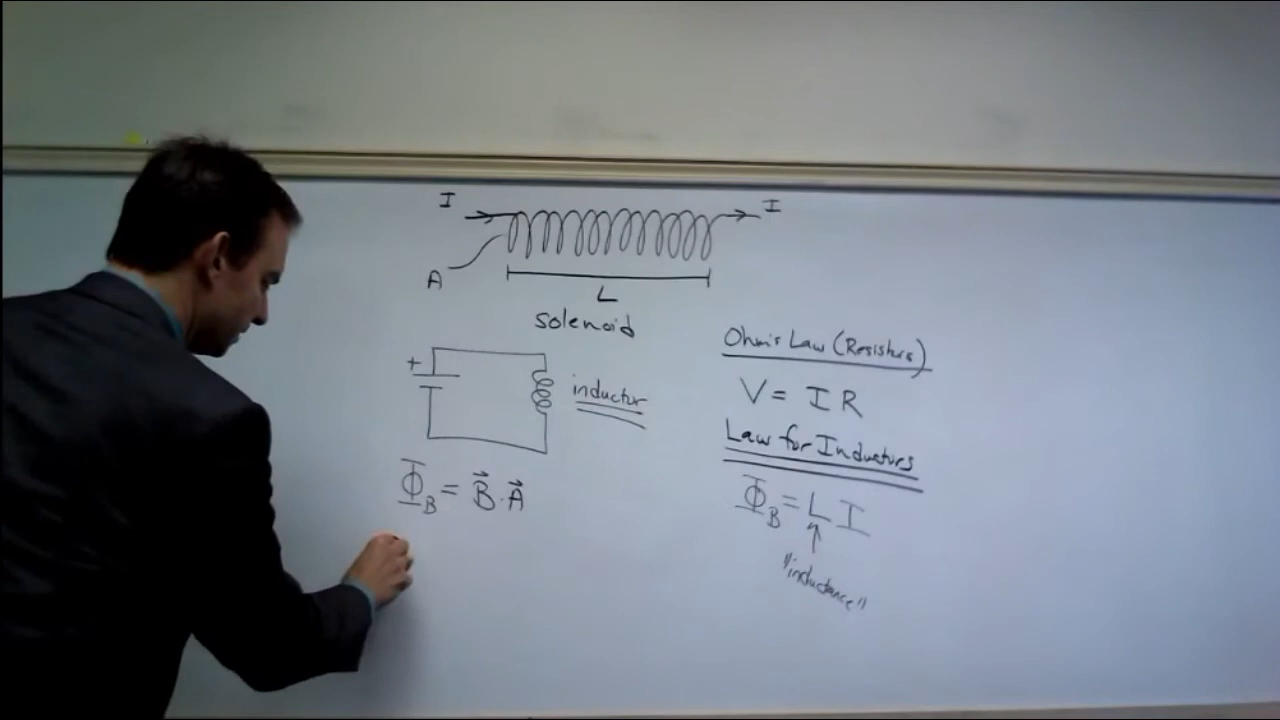 I I
A
L
solenoid
+
inductor
Φ_B = B⃗ · A⃗
Ohm's Law (Resistors)
V = I R
Law for Inductors
Φ_B = L I
"inductance"